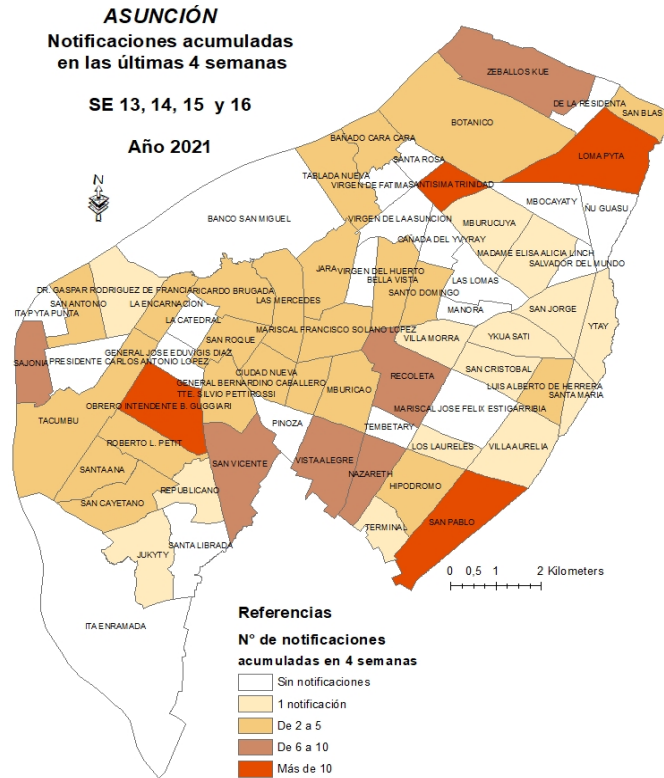 ASUNCIÓN
Notificaciones acumuladas
en las últimas 4 semanas
SE 13, 14, 15 y 16
Año 2021
N
ZEBALLOS KUE
DE LA RESIDENTA
SAN BLAS
BOTANICO
BAÑADO CARA CARA
LOMA PYTA
SANTA ROSA
TABLADA NUEVA
VIRGEN DE FATIMA
SANTISIMA TRINIDAD
MBOCAYATY
ÑU GUASU
BANCO SAN MIGUEL
VIRGEN DE LA ASUNCION
MBURUCUYA
CAÑADA DEL YVYRAY
MADAME ELISA ALICIA LINCH
SALVADOR DEL MUNDO
JARA
VIRGEN DEL HUERTO
BELLA VISTA
LAS LOMAS
DR. GASPAR RODRIGUEZ DE FRANCIA
RICARDO BRUGADA
SANTO DOMINGO
SAN ANTONIO
LA ENCARNACION
LAS MERCEDES
MANORA
SAN JORGE
ITA PYTA PUNTA
LA CATEDRAL
MARISCAL FRANCISCO SOLANO LOPEZ
YTAY
SAN ROQUE
VILLA MORRA
YKUA SATI
GENERAL JOSE EDUVIGIS DIAZ
SAJONIA
PRESIDENTE CARLOS ANTONIO LOPEZ
CIUDAD NUEVA
RECOLETA
SAN CRISTOBAL
GENERAL BERNARDINO CABALLERO
MBURICAO
LUIS ALBERTO DE HERRERA
TTE. SILVIO PETTIROSSI
SANTA MARIA
OBRERO INTENDENTE B. GUGGIARI
MARISCAL JOSE FELIX ESTIGARRIBIA
TACUMBU
PINOZA
TEMBETARY
ROBERTO L. PETIT
LOS LAURELES
VILLA AURELIA
SAN VICENTE
VISTA ALEGRE
SANTA ANA
NAZARETH
REPUBLICANO
HIPODROMO
SAN CAYETANO
SAN PABLO
TERMINAL
SANTA LIBRADA
JUKYTY
ITA ENRAMADA
0 0,5 1 2 Kilometers
Referencias
N° de notificaciones
acumuladas en 4 semanas
Sin notificaciones
1 notificación
De 2 a 5
De 6 a 10
Más de 10